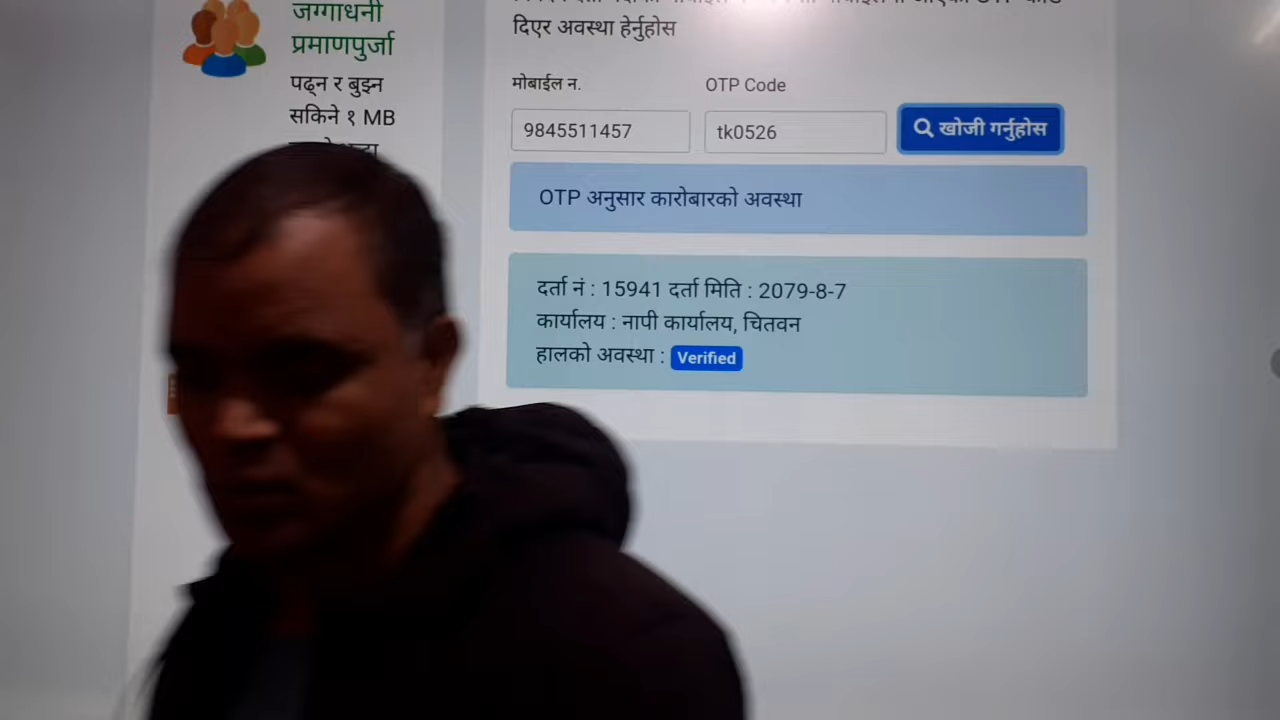 जग्गाधनी
प्रमाणपुर्जा
पढ्न र बुझ्न
सकिने १ MB
दिएर अवस्था हेर्नुहोस
मोबाईल न.
OTP Code
9845511457
tk0526
खोजी गर्नुहोस
OTP अनुसार कारोबारको अवस्था
दर्ता नं : 15941 दर्ता मिति : 2079-8-7
कार्यालय : नापी कार्यालय, चितवन
हालको अवस्था : Verified